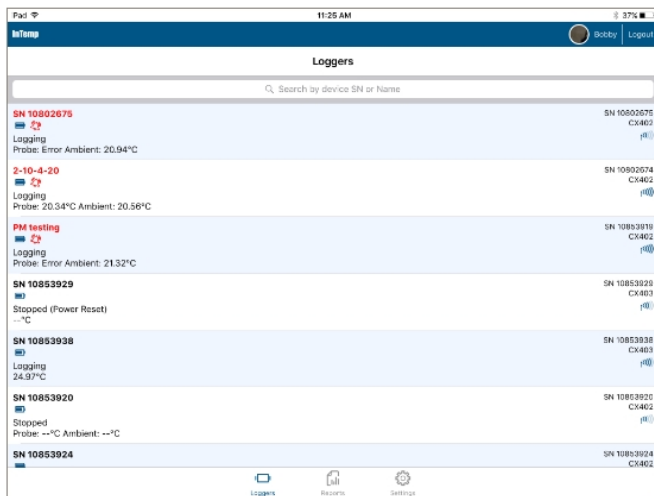 Pad
11:25 AM
37%
InTemp
Bobby
Logout
Loggers
Search by device SN or Name
SN 10802675
SN 10802675
CX402
Logging
Probe: Error Ambient: 20.94°C
2-10-4-20
SN 10802674
CX402
Logging
Probe: 20.34°C Ambient: 20.56°C
PM testing
SN 10853919
CX402
Logging
Probe: Error Ambient: 21.32°C
SN 10853929
SN 10853929
CX403
Stopped (Power Reset)
--°C
SN 10853938
SN 10853938
CX403
Logging
24.97°C
SN 10853920
SN 10853920
CX402
Stopped
Probe: --°C Ambient: --°C
SN 10853924
SN 10853924
CX402
Loggers
Reports
Settings